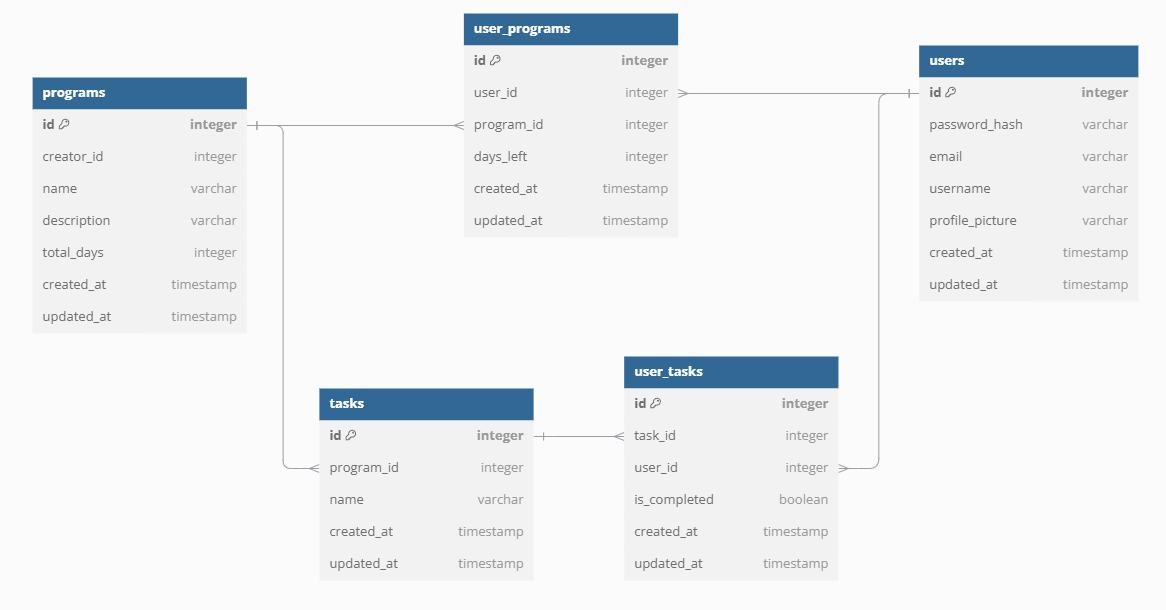 user_programs
id integer
user_id integer
program_id integer
days_left integer
created_at timestamp
updated_at timestamp
users
id integer
password_hash varchar
email varchar
username varchar
profile_picture varchar
created_at timestamp
updated_at timestamp
programs
id integer
creator_id integer
name varchar
description varchar
total_days integer
created_at timestamp
updated_at timestamp
user_tasks
id integer
task_id integer
user_id integer
is_completed boolean
created_at timestamp
updated_at timestamp
tasks
id integer
program_id integer
name varchar
created_at timestamp
updated_at timestamp